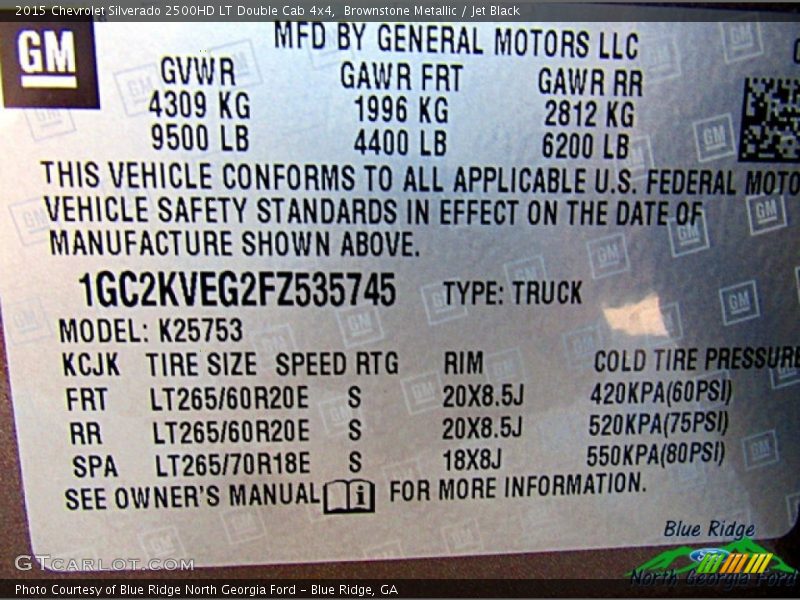 2015 Chevrolet Silverado 2500HD LT Double Cab 4x4, Brownstone Metallic / Jet Black
GM
MFD BY GENERAL MOTORS LLC
GVWR GAWR FRT GAWR RR
4309 KG 1996 KG 2812 KG
9500 LB 4400 LB 6200 LB
THIS VEHICLE CONFORMS TO ALL APPLICABLE U.S. FEDERAL MOTO
VEHICLE SAFETY STANDARDS IN EFFECT ON THE DATE OF
MANUFACTURE SHOWN ABOVE.
1GC2KVEG2FZ535745 TYPE: TRUCK
MODEL: K25753
KCJK TIRE SIZE SPEED RTG RIM COLD TIRE PRESSURE
FRT LT265/60R20E S 20X8.5J 420KPA(60PSI)
RR LT265/60R20E S 20X8.5J 520KPA(75PSI)
SPA LT265/70R18E S 18X8J 550KPA(80PSI)
SEE OWNER'S MANUAL i FOR MORE INFORMATION.
Blue Ridge
North Georgia Ford
GTcarlot.com
Photo Courtesy of Blue Ridge North Georgia Ford – Blue Ridge, GA